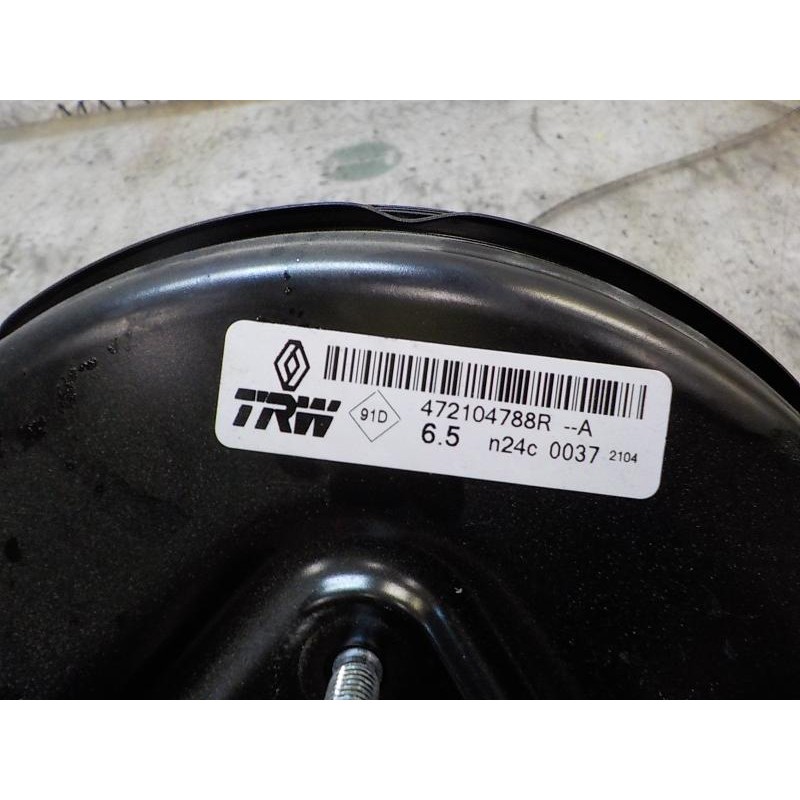 TRW
91D
472104788R --A
6.5 n24c 0037 2104